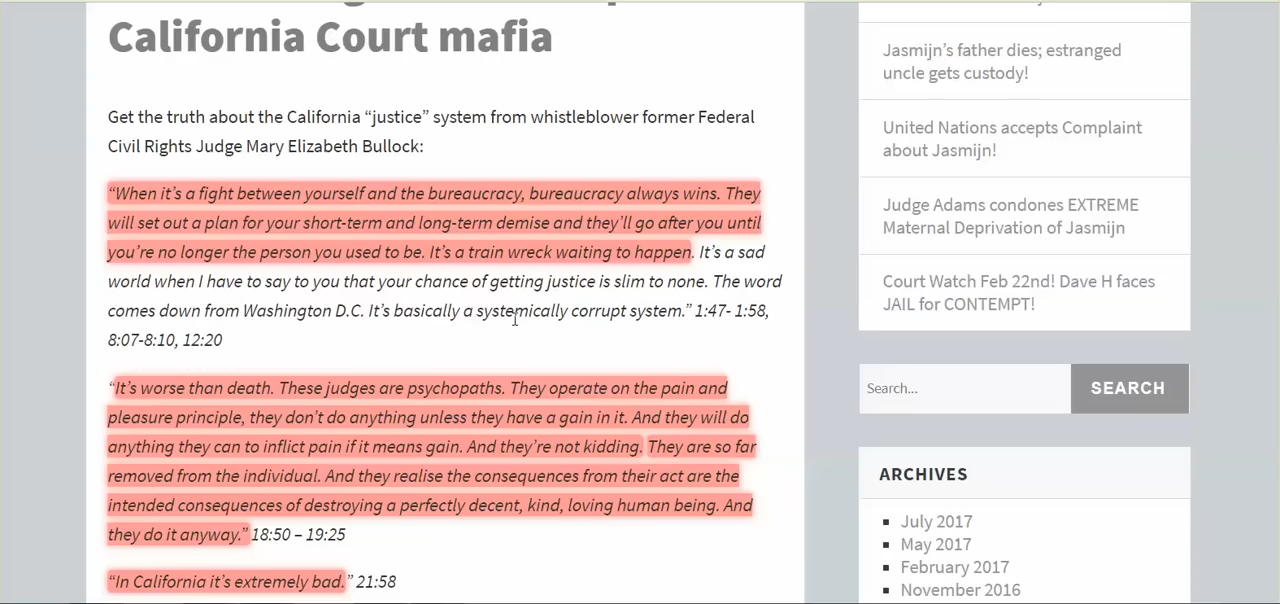 California Court mafia
Get the truth about the California “justice” system from whistleblower former Federal
Civil Rights Judge Mary Elizabeth Bullock:
“When it’s a fight between yourself and the bureaucracy, bureaucracy always wins. They
will set out a plan for your short-term and long-term demise and they’ll go after you until
you’re no longer the person you used to be. It’s a train wreck waiting to happen. It’s a sad
world when I have to say to you that your chance of getting justice is slim to none. The word
comes down from Washington D.C. It’s basically a systemically corrupt system.” 1:47- 1:58,
8:07-8:10, 12:20
“It’s worse than death. These judges are psychopaths. They operate on the pain and
pleasure principle, they don’t do anything unless they have a gain in it. And they will do
anything they can to inflict pain if it means gain. And they’re not kidding. They are so far
removed from the individual. And they realise the consequences from their act are the
intended consequences of destroying a perfectly decent, kind, loving human being. And
they do it anyway.” 18:50 – 19:25
“In California it’s extremely bad.” 21:58
Jasmijn’s father dies; estranged
uncle gets custody!
United Nations accepts Complaint
about Jasmijn!
Judge Adams condones EXTREME
Maternal Deprivation of Jasmijn
Court Watch Feb 22nd! Dave H faces
JAIL for CONTEMPT!
Search...
SEARCH
ARCHIVES
July 2017
May 2017
February 2017
November 2016